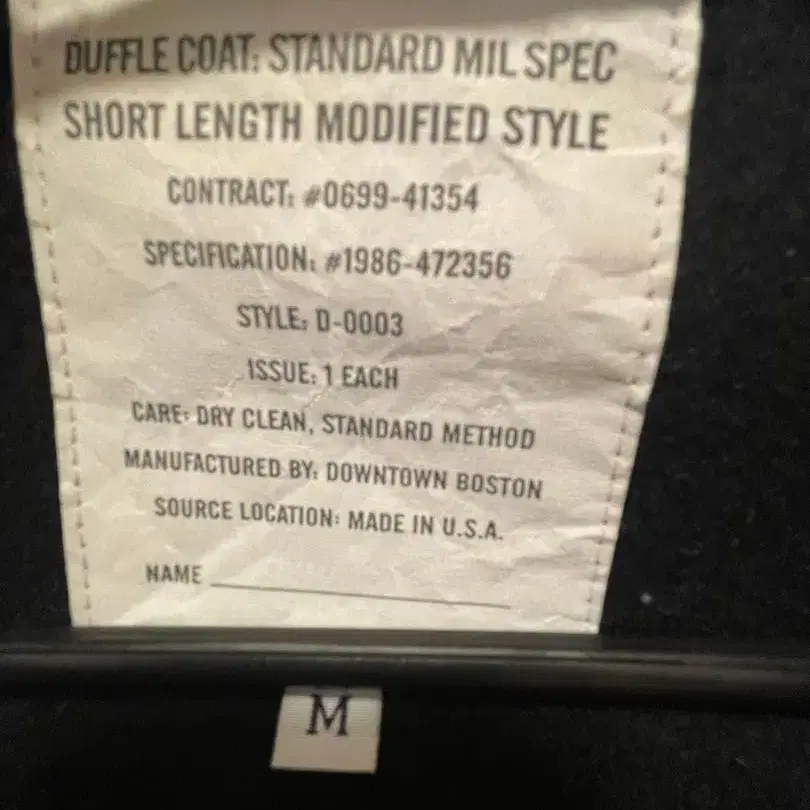 DUFFLE COAT: STANDARD MIL SPEC
SHORT LENGTH MODIFIED STYLE
CONTRACT: #0699-41354
SPECIFICATION: #1986-472356
STYLE: D-0003
ISSUE: 1 EACH
CARE: DRY CLEAN, STANDARD METHOD
MANUFACTURED BY: DOWNTOWN BOSTON
SOURCE LOCATION: MADE IN U.S.A.
NAME
M